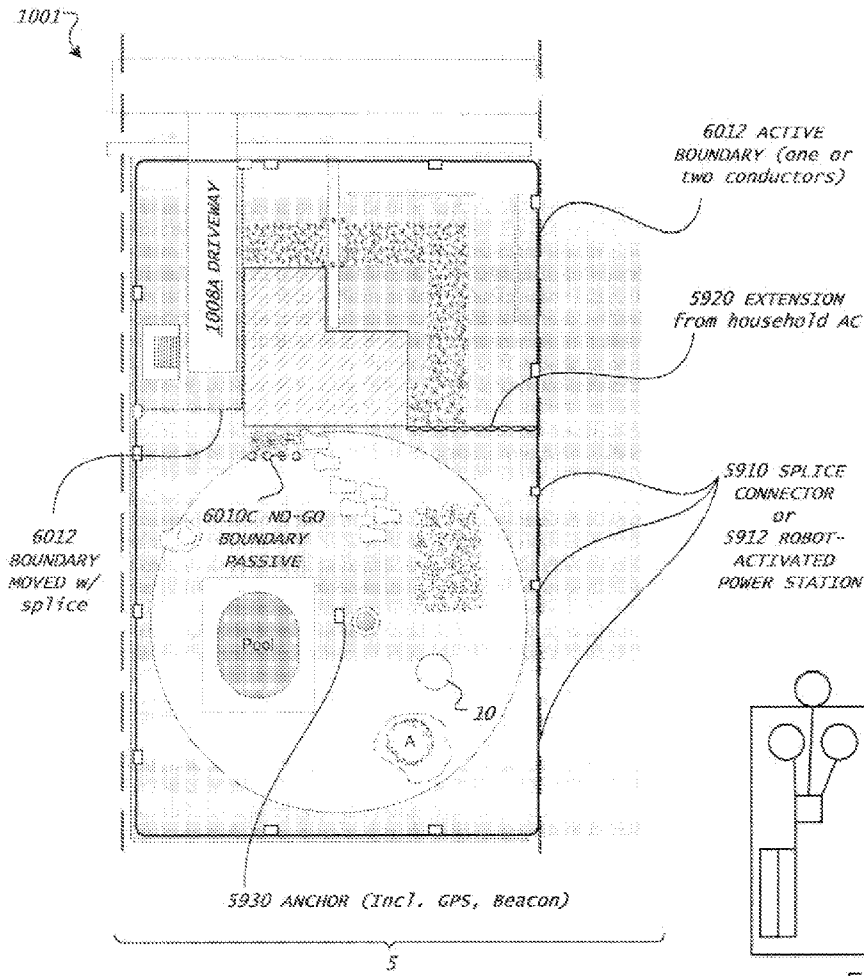 1001
6012 ACTIVE
BOUNDARY (one or
two conductors)
5920 EXTENSION
from household AC
1008A DRIVEWAY
6010C NO-GO
BOUNDARY
PASSIVE
6012
BOUNDARY
MOVED w/
splice
5910 SPLICE
CONNECTOR
or
5912 ROBOT-
ACTIVATED
POWER STATION
Pool
10
A
5930 ANCHOR (Incl. GPS, Beacon)
5